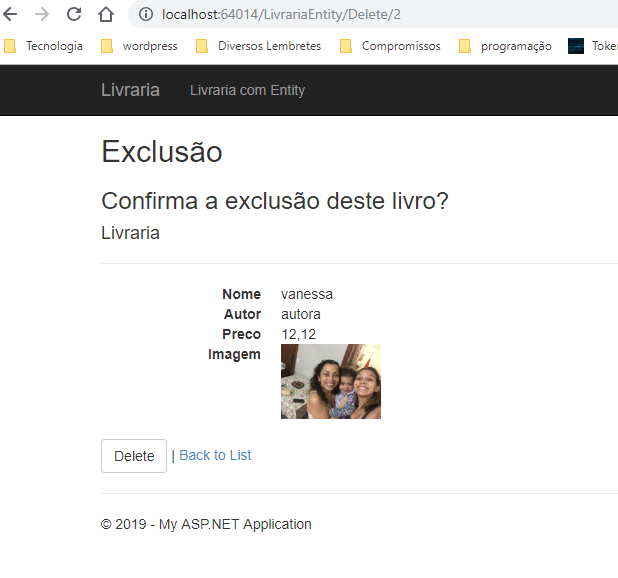 localhost:64014/LivrariaEntity/Delete/2
Tecnologia wordpress Diversos Lembretes Compromissos programação Token
Livraria Livraria com Entity
Exclusão
Confirma a exclusão deste livro?
Livraria
Nome vanessa
Autor autora
Preco 12,12
Imagem
Delete | Back to List
© 2019 - My ASP.NET Application